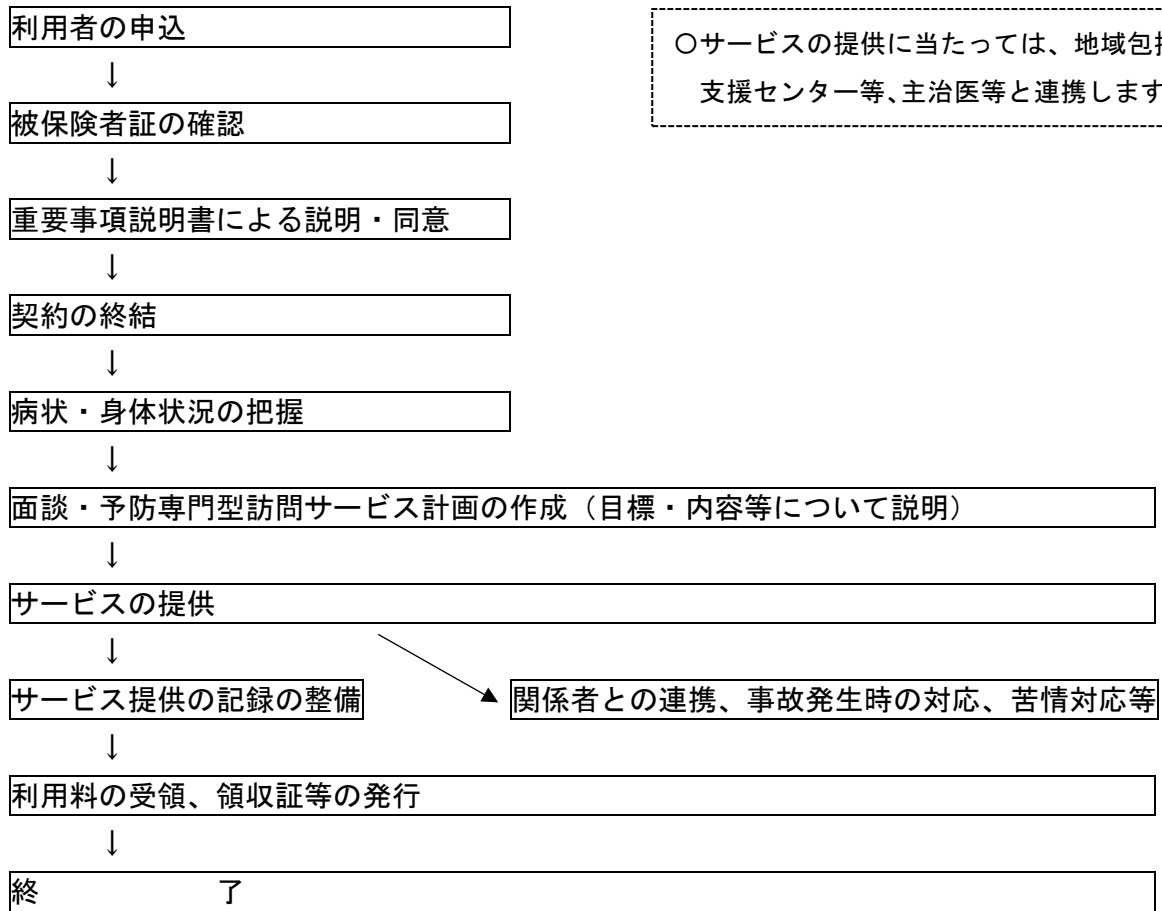 利用者の申込
〇サービスの提供に当たっては、地域包
支援センター等、主治医等と連携します
↓
被保険者証の確認
↓
重要事項説明書による説明・同意
↓
契約の終結
↓
病状・身体状況の把握
↓
面談・予防専門型訪問サービス計画の作成（目標・内容等について説明）
↓
サービスの提供
↓
サービス提供の記録の整備
関係者との連携、事故発生時の対応、苦情対応等
↓
利用料の受領、領収証等の発行
↓
終　　　　　　　了